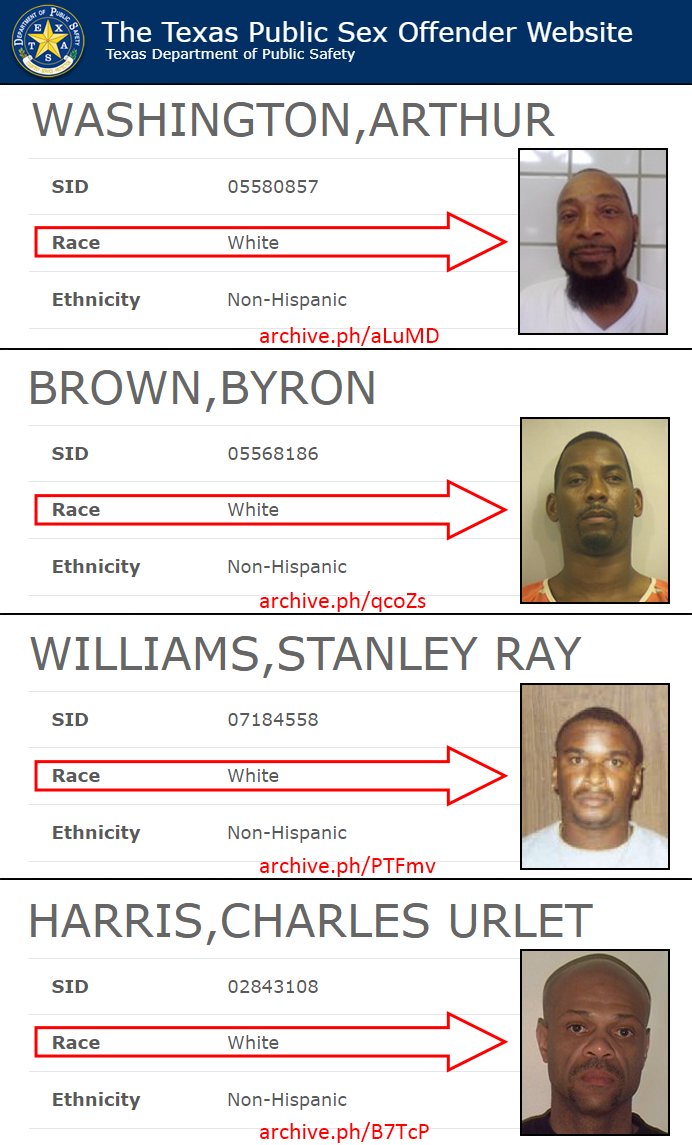 The Texas Public Sex Offender Website
Texas Department of Public Safety
DEPARTMENT OF PUBLIC SAFETY
TEXAS
WASHINGTON,ARTHUR
SID 05580857
Race White
Ethnicity Non-Hispanic
archive.ph/aLuMD
BROWN,BYRON
SID 05568186
Race White
Ethnicity Non-Hispanic
archive.ph/qcoZs
WILLIAMS,STANLEY RAY
SID 07184558
Race White
Ethnicity Non-Hispanic
archive.ph/PTFmv
HARRIS,CHARLES URLET
SID 02843108
Race White
Ethnicity Non-Hispanic
archive.ph/B7TcP